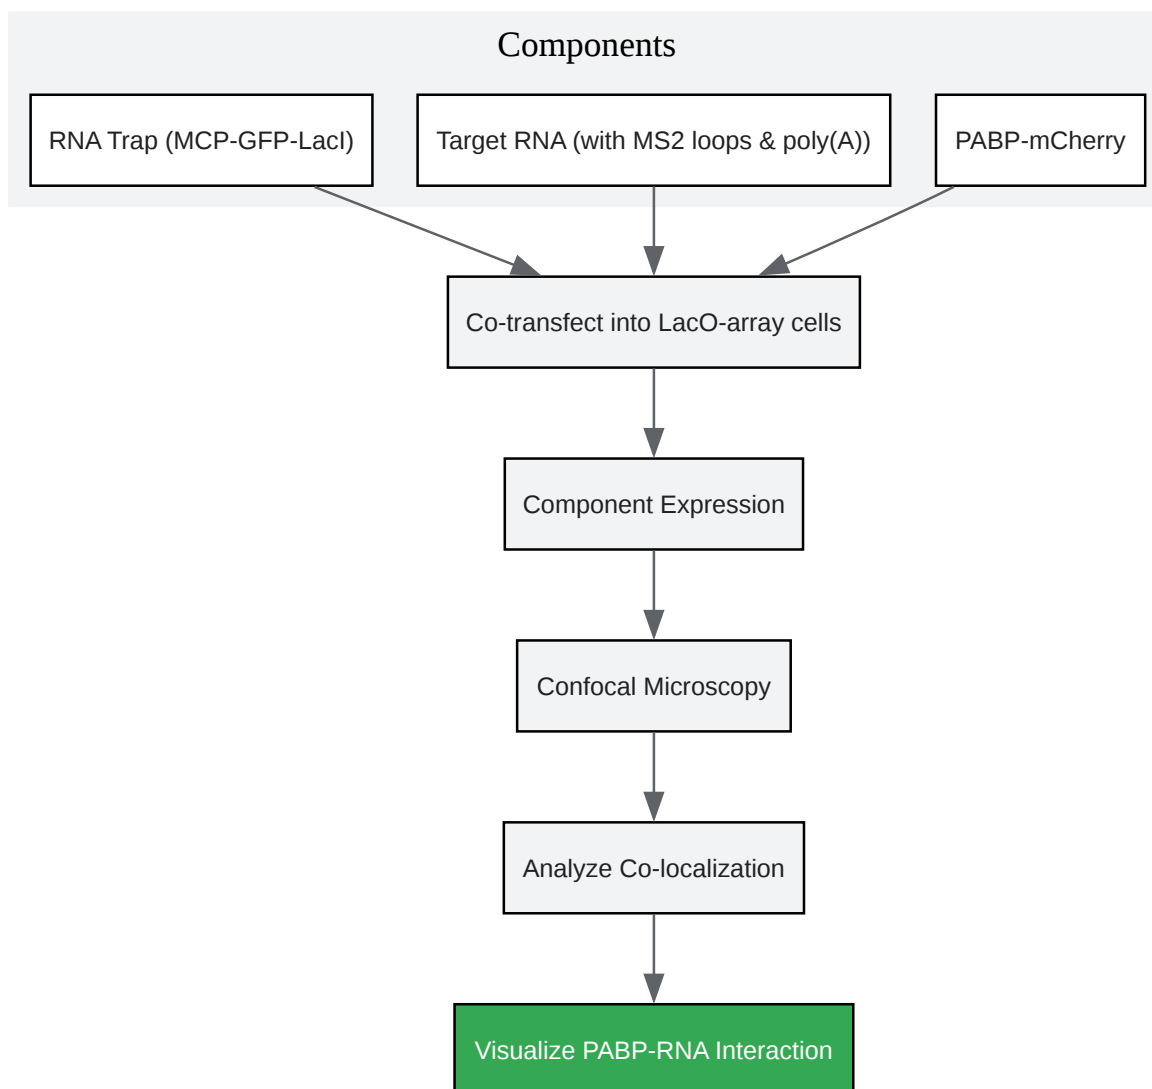 Components
RNA Trap (MCP-GFP-LacI)
Target RNA (with MS2 loops & poly(A))
PABP-mCherry
Co-transfect into LacO-array cells
Component Expression
Confocal Microscopy
Analyze Co-localization
Visualize PABP-RNA Interaction